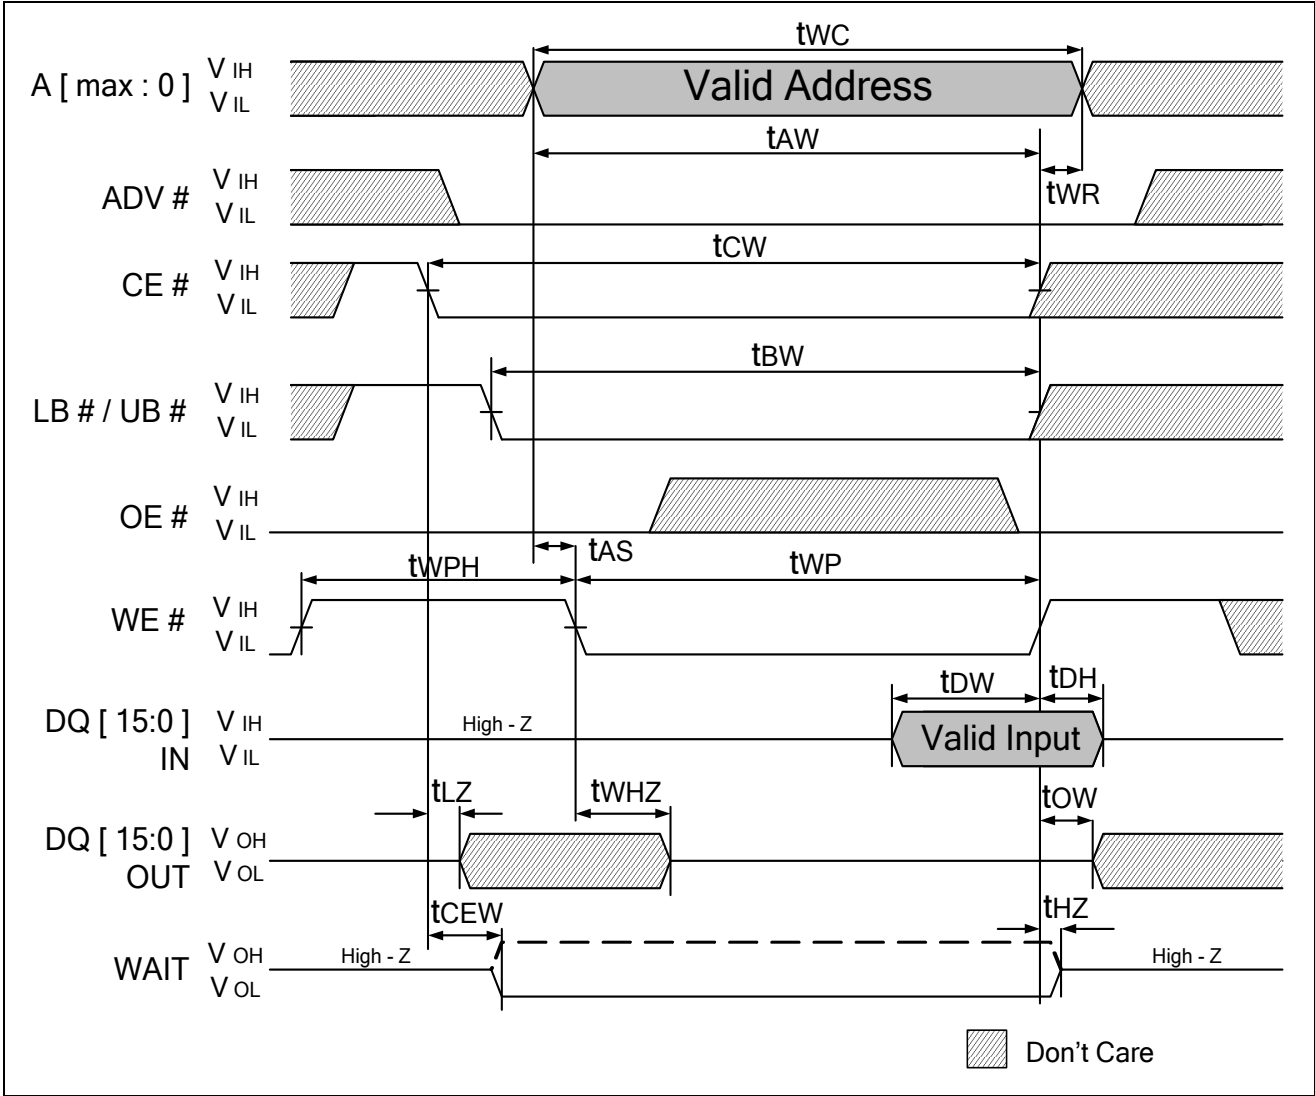 tWC
A [ max : 0 ]
V IH
V IL
Valid Address
tAW
tWR
ADV #
V IH
V IL
tCW
CE #
V IH
V IL
tBW
LB # / UB #
V IH
V IL
OE #
V IH
V IL
tAS
tWPH
tWP
WE #
V IH
V IL
tDW
tDH
DQ [ 15:0 ]
IN
V IH
V IL
High - Z
Valid Input
tLZ
tWHZ
tOW
DQ [ 15:0 ]
OUT
V OH
V OL
tCEW
tHZ
WAIT
V OH
V OL
High - Z
High - Z
Don't Care